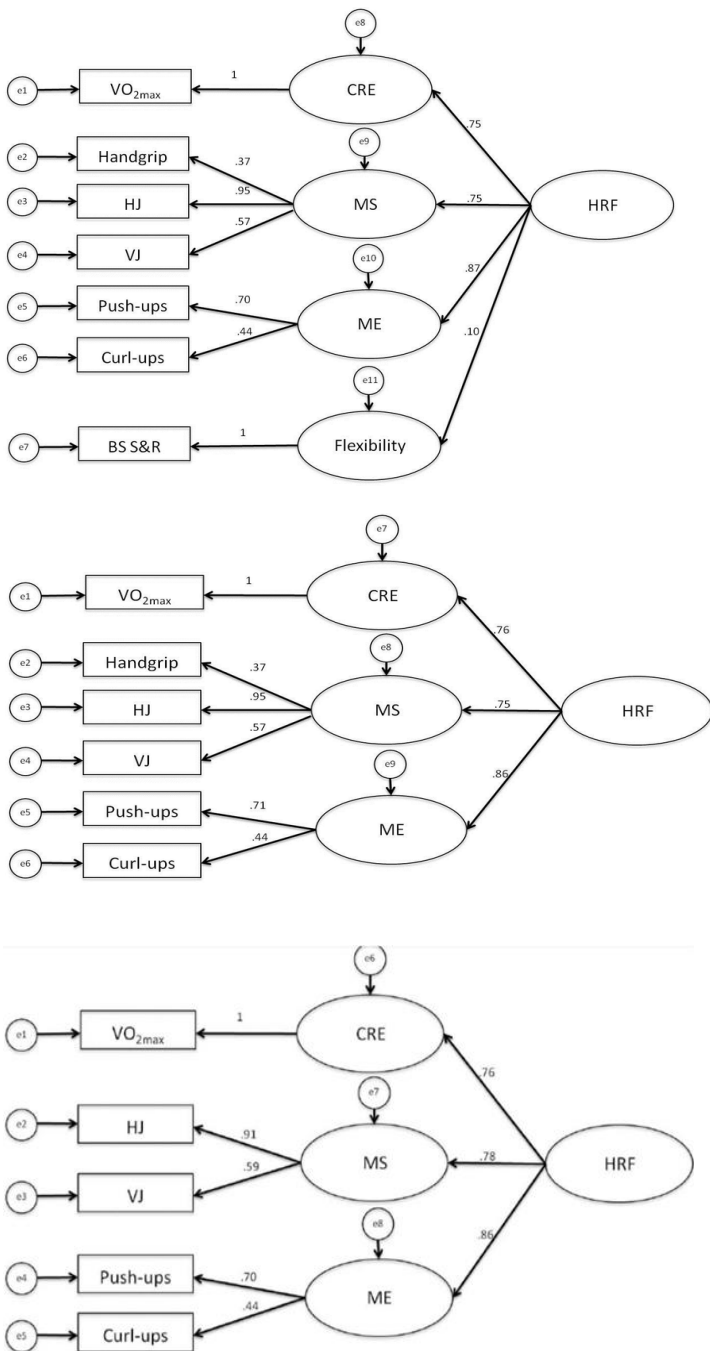 e8
e1 VO2max 1 CRE
.75
e9
e2 Handgrip .37
e3 HJ .95 MS .75 HRF
e4 VJ .57
e10 .87
e5 Push-ups .70
ME .10
e6 Curl-ups .44
e11
e7 BS S&R 1 Flexibility
e7
e1 VO2max 1 CRE
.76
e8
e2 Handgrip .37
e3 HJ .95 MS .75 HRF
e4 VJ .57
e9 .86
e5 Push-ups .71
ME
e6 Curl-ups .44
e6
e1 VO2max 1 CRE
.76
e7
e2 HJ .91
MS .78 HRF
e3 VJ .59
e8 .86
e4 Push-ups .70
ME
e5 Curl-ups .44